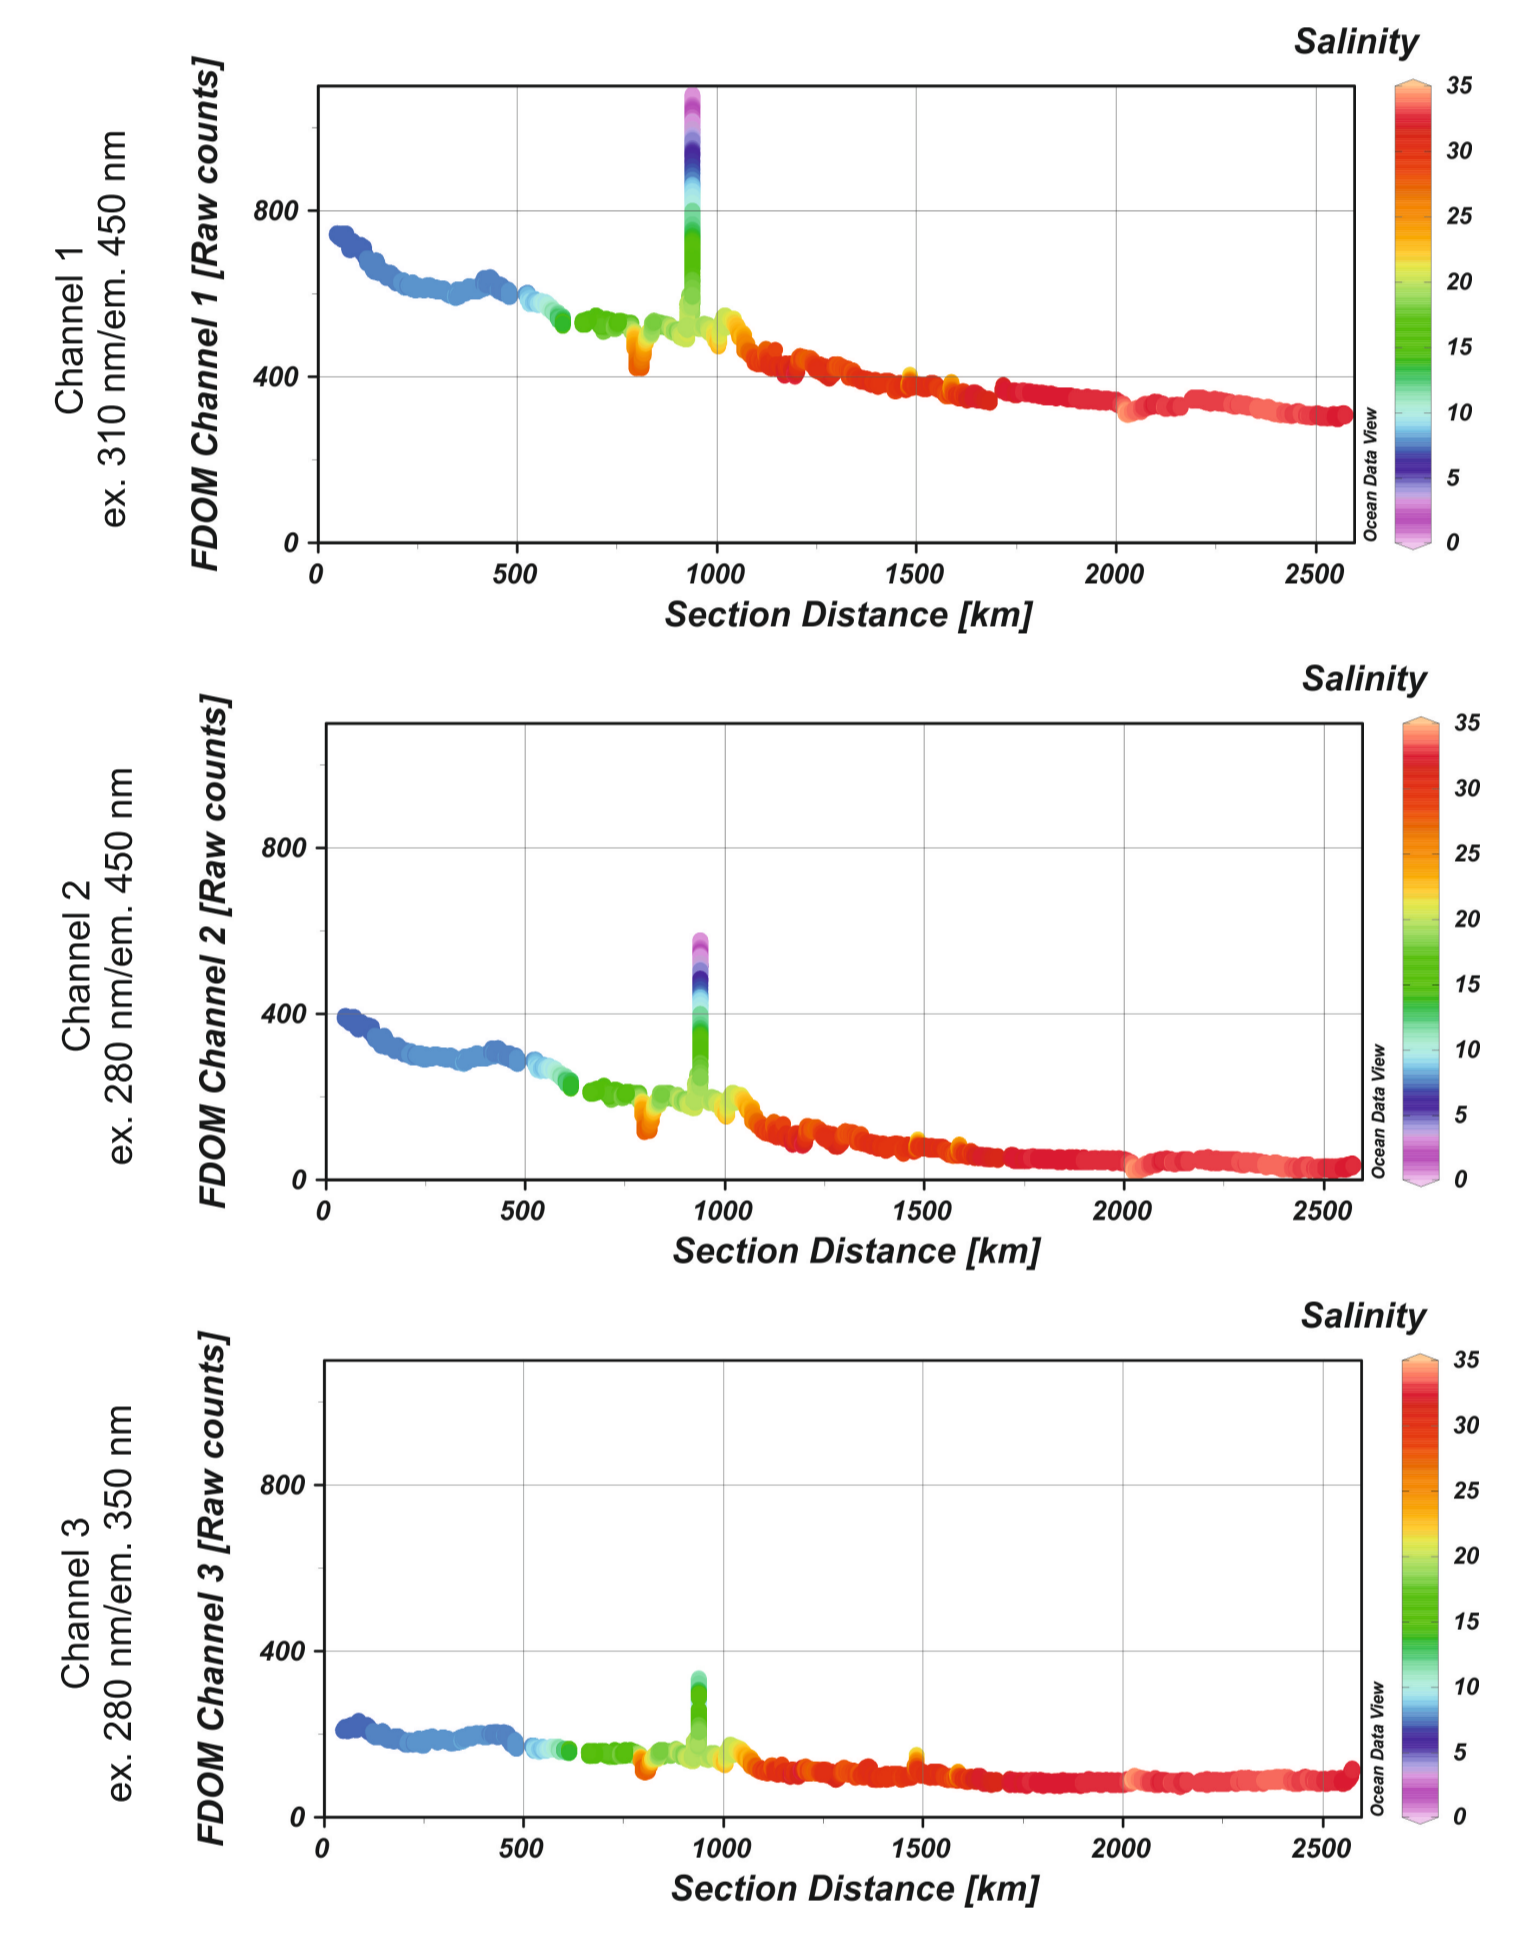 Salinity
Channel 1
ex. 310 nm/em. 450 nm
FDOM Channel 1 [Raw counts]
800
400
0
0 500 1000 1500 2000 2500
Section Distance [km]
Ocean Data View
35
30
25
20
15
10
5
0
Salinity
Channel 2
ex. 280 nm/em. 450 nm
FDOM Channel 2 [Raw counts]
800
400
0
0 500 1000 1500 2000 2500
Section Distance [km]
Ocean Data View
35
30
25
20
15
10
5
0
Salinity
Channel 3
ex. 280 nm/em. 350 nm
FDOM Channel 3 [Raw counts]
800
400
0
0 500 1000 1500 2000 2500
Section Distance [km]
Ocean Data View
35
30
25
20
15
10
5
0